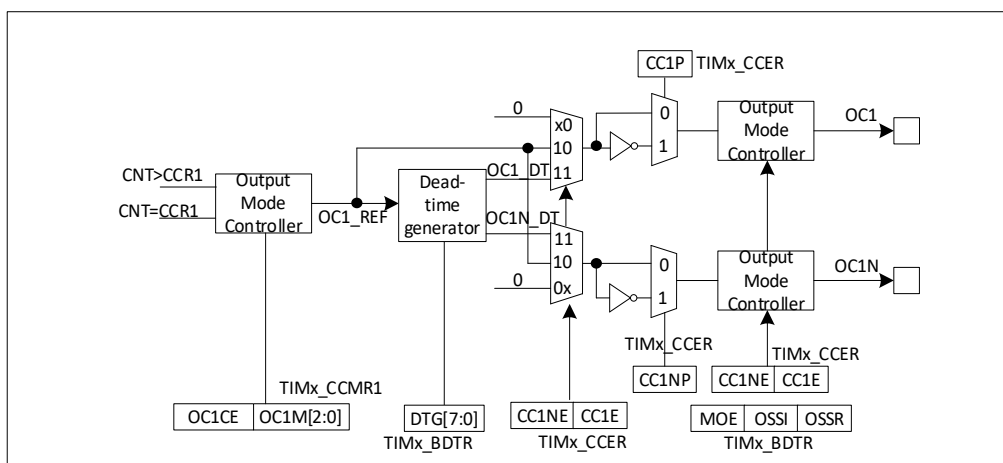 CC1P TIMx_CCER
0
x0
10
11
0
1
Output
Mode
Controller
OC1
CNT>CCR1
CNT=CCR1
Output
Mode
Controller
OC1_REF
Dead-
time
generator
OC1_DT
OC1N_DT
11
10
0x
0
0
1
Output
Mode
Controller
OC1N
TIMx_CCER
TIMx_CCER
TIMx_CCMR1
OC1CE OC1M[2:0]
DTG[7:0]
TIMx_BDTR
CC1NE CC1E
TIMx_CCER
CC1NP
CC1NE CC1E
MOE OSSI OSSR
TIMx_BDTR